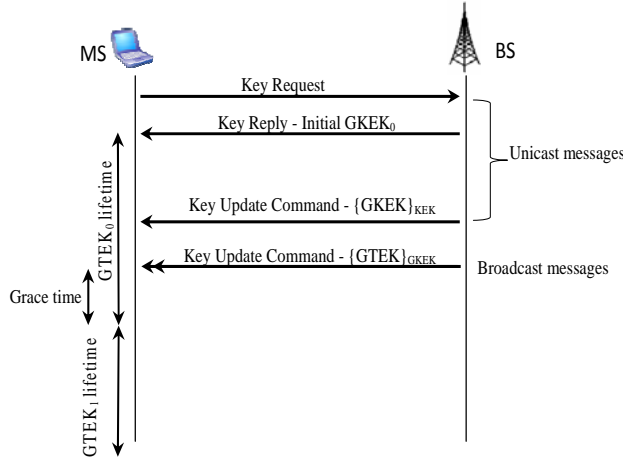 MS
BS
Key Request
Key Reply - Initial GKEK₀
Unicast messages
Key Update Command - {GKEK}KEK
Key Update Command - {GTEK}GKEK
Broadcast messages
GTEK₀ lifetime
Grace time
GTEK₁ lifetime